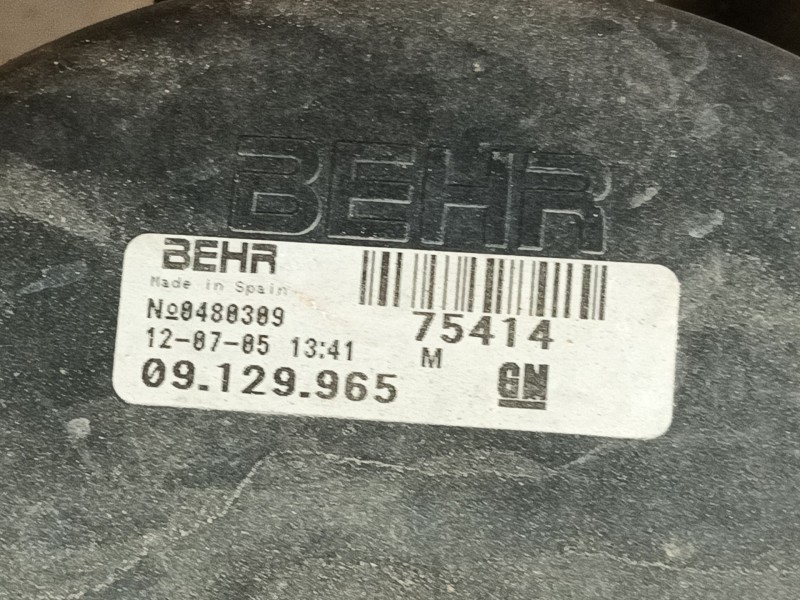 BEHR
BEHR
Made in Spain
№0480309
75414
12-07-05 13:41
M
09.129.965
GM